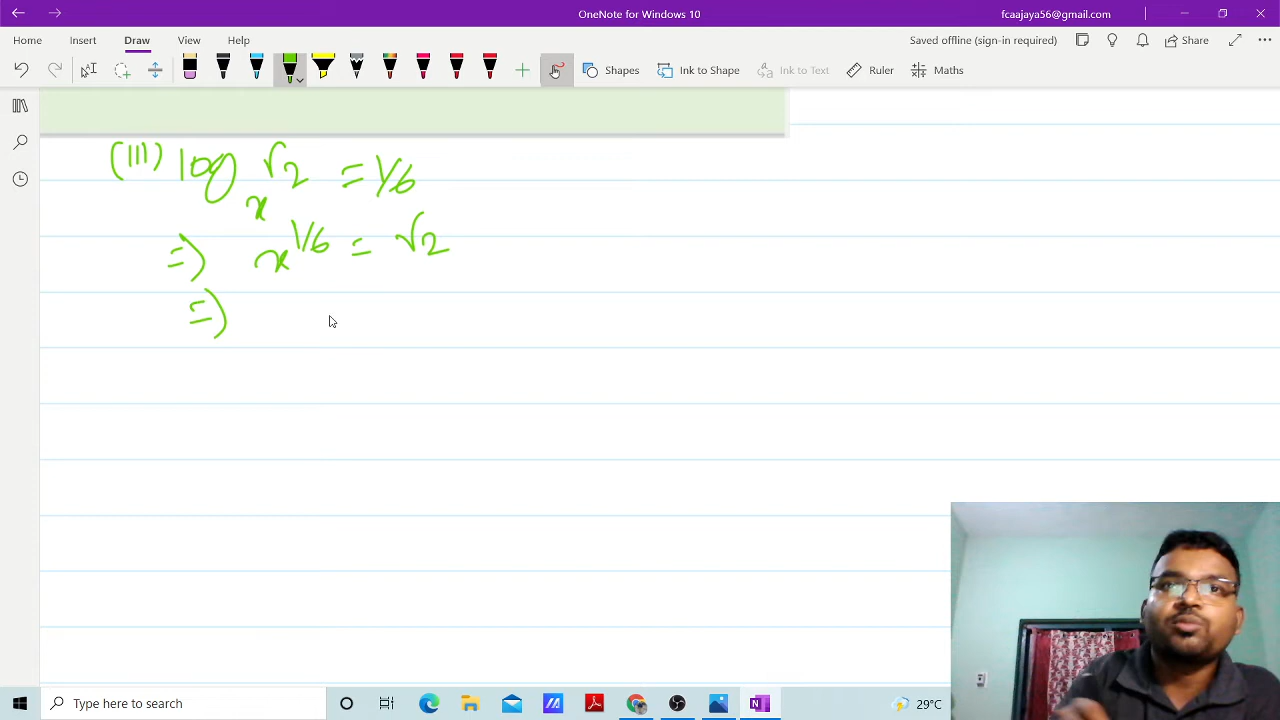 OneNote for Windows 10
fcaajaya56@gmail.com
Home Insert Draw View Help
Saved offline (sign-in required)
Share
Shapes Ink to Shape Ink to Text Ruler Maths
(III) log_x √2 = 1/6
=) x^{1/6} = √2
=)
Type here to search
29°C